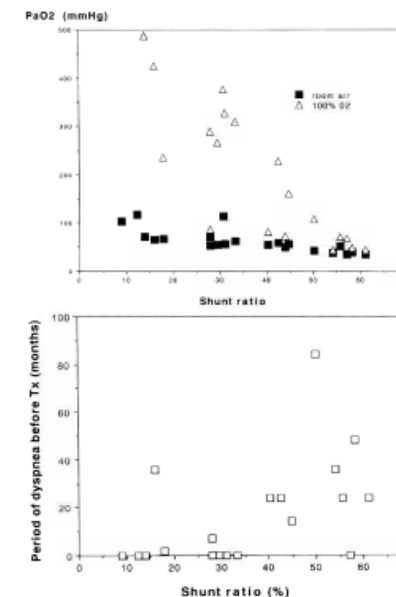 PaO2 (mmHg)
500
400
300
200
100
0
room air
100% O2
0 10 20 30 40 50 60
Shunt ratio
100
80
60
40
20
0
Period of dyspnea before Tx (months)
0 10 20 30 40 50 60
Shunt ratio (%)